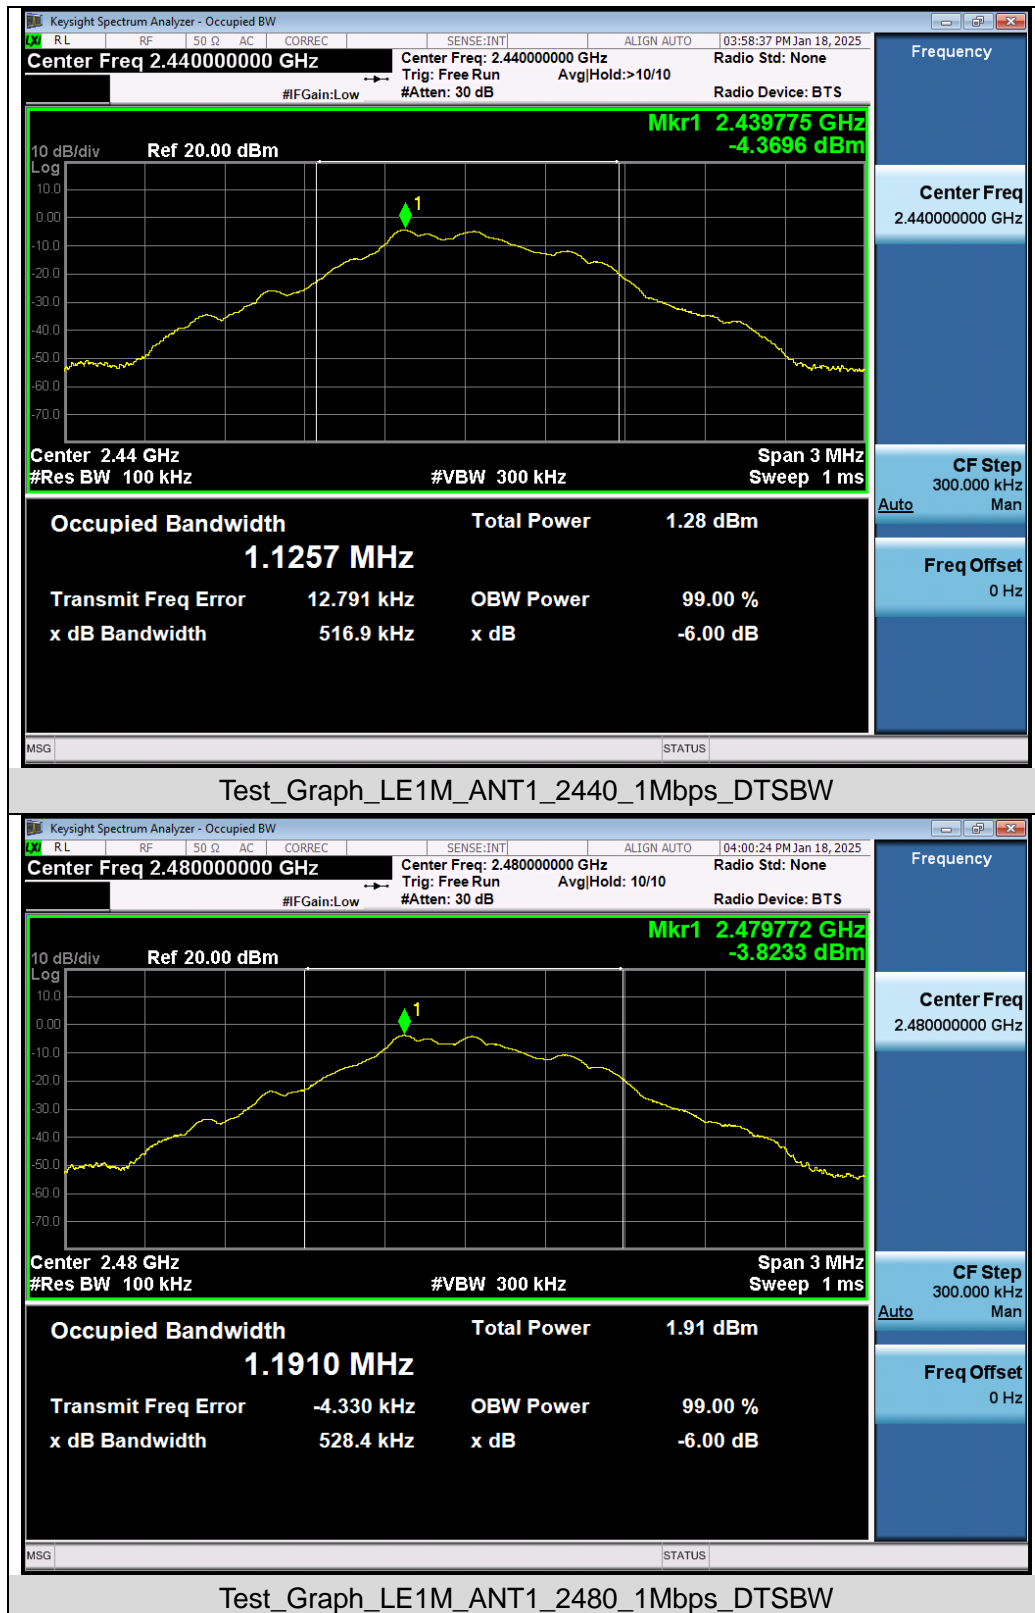 Keysight Spectrum Analyzer - Occupied BW
LXI RL RF 50 Ω AC CORREC SENSE:INT ALIGN AUTO 03:58:37 PM Jan 18, 2025
Center Freq 2.440000000 GHz
Center Freq: 2.440000000 GHz Radio Std: None
Trig: Free Run Avg|Hold:>10/10
#IFGain:Low #Atten: 30 dB Radio Device: BTS
Frequency
Mkr1 2.439775 GHz
-4.3696 dBm
10 dB/div Ref 20.00 dBm
Log
10.0
0.00
-10.0
-20.0
-30.0
-40.0
-50.0
-60.0
-70.0
1
Center 2.44 GHz Span 3 MHz
#Res BW 100 kHz #VBW 300 kHz Sweep 1 ms
Center Freq
2.440000000 GHz
CF Step
300.000 kHz
Auto Man
Freq Offset
0 Hz
Occupied Bandwidth Total Power 1.28 dBm
1.1257 MHz
Transmit Freq Error 12.791 kHz OBW Power 99.00 %
x dB Bandwidth 516.9 kHz x dB -6.00 dB
MSG STATUS
Test_Graph_LE1M_ANT1_2440_1Mbps_DTSBW
Keysight Spectrum Analyzer - Occupied BW
LXI RL RF 50 Ω AC CORREC SENSE:INT ALIGN AUTO 04:00:24 PM Jan 18, 2025
Center Freq 2.480000000 GHz
Center Freq: 2.480000000 GHz Radio Std: None
Trig: Free Run Avg|Hold: 10/10
#IFGain:Low #Atten: 30 dB Radio Device: BTS
Frequency
Mkr1 2.479772 GHz
-3.8233 dBm
10 dB/div Ref 20.00 dBm
Log
10.0
0.00
-10.0
-20.0
-30.0
-40.0
-50.0
-60.0
-70.0
1
Center 2.48 GHz Span 3 MHz
#Res BW 100 kHz #VBW 300 kHz Sweep 1 ms
Center Freq
2.480000000 GHz
CF Step
300.000 kHz
Auto Man
Freq Offset
0 Hz
Occupied Bandwidth Total Power 1.91 dBm
1.1910 MHz
Transmit Freq Error -4.330 kHz OBW Power 99.00 %
x dB Bandwidth 528.4 kHz x dB -6.00 dB
MSG STATUS
Test_Graph_LE1M_ANT1_2480_1Mbps_DTSBW